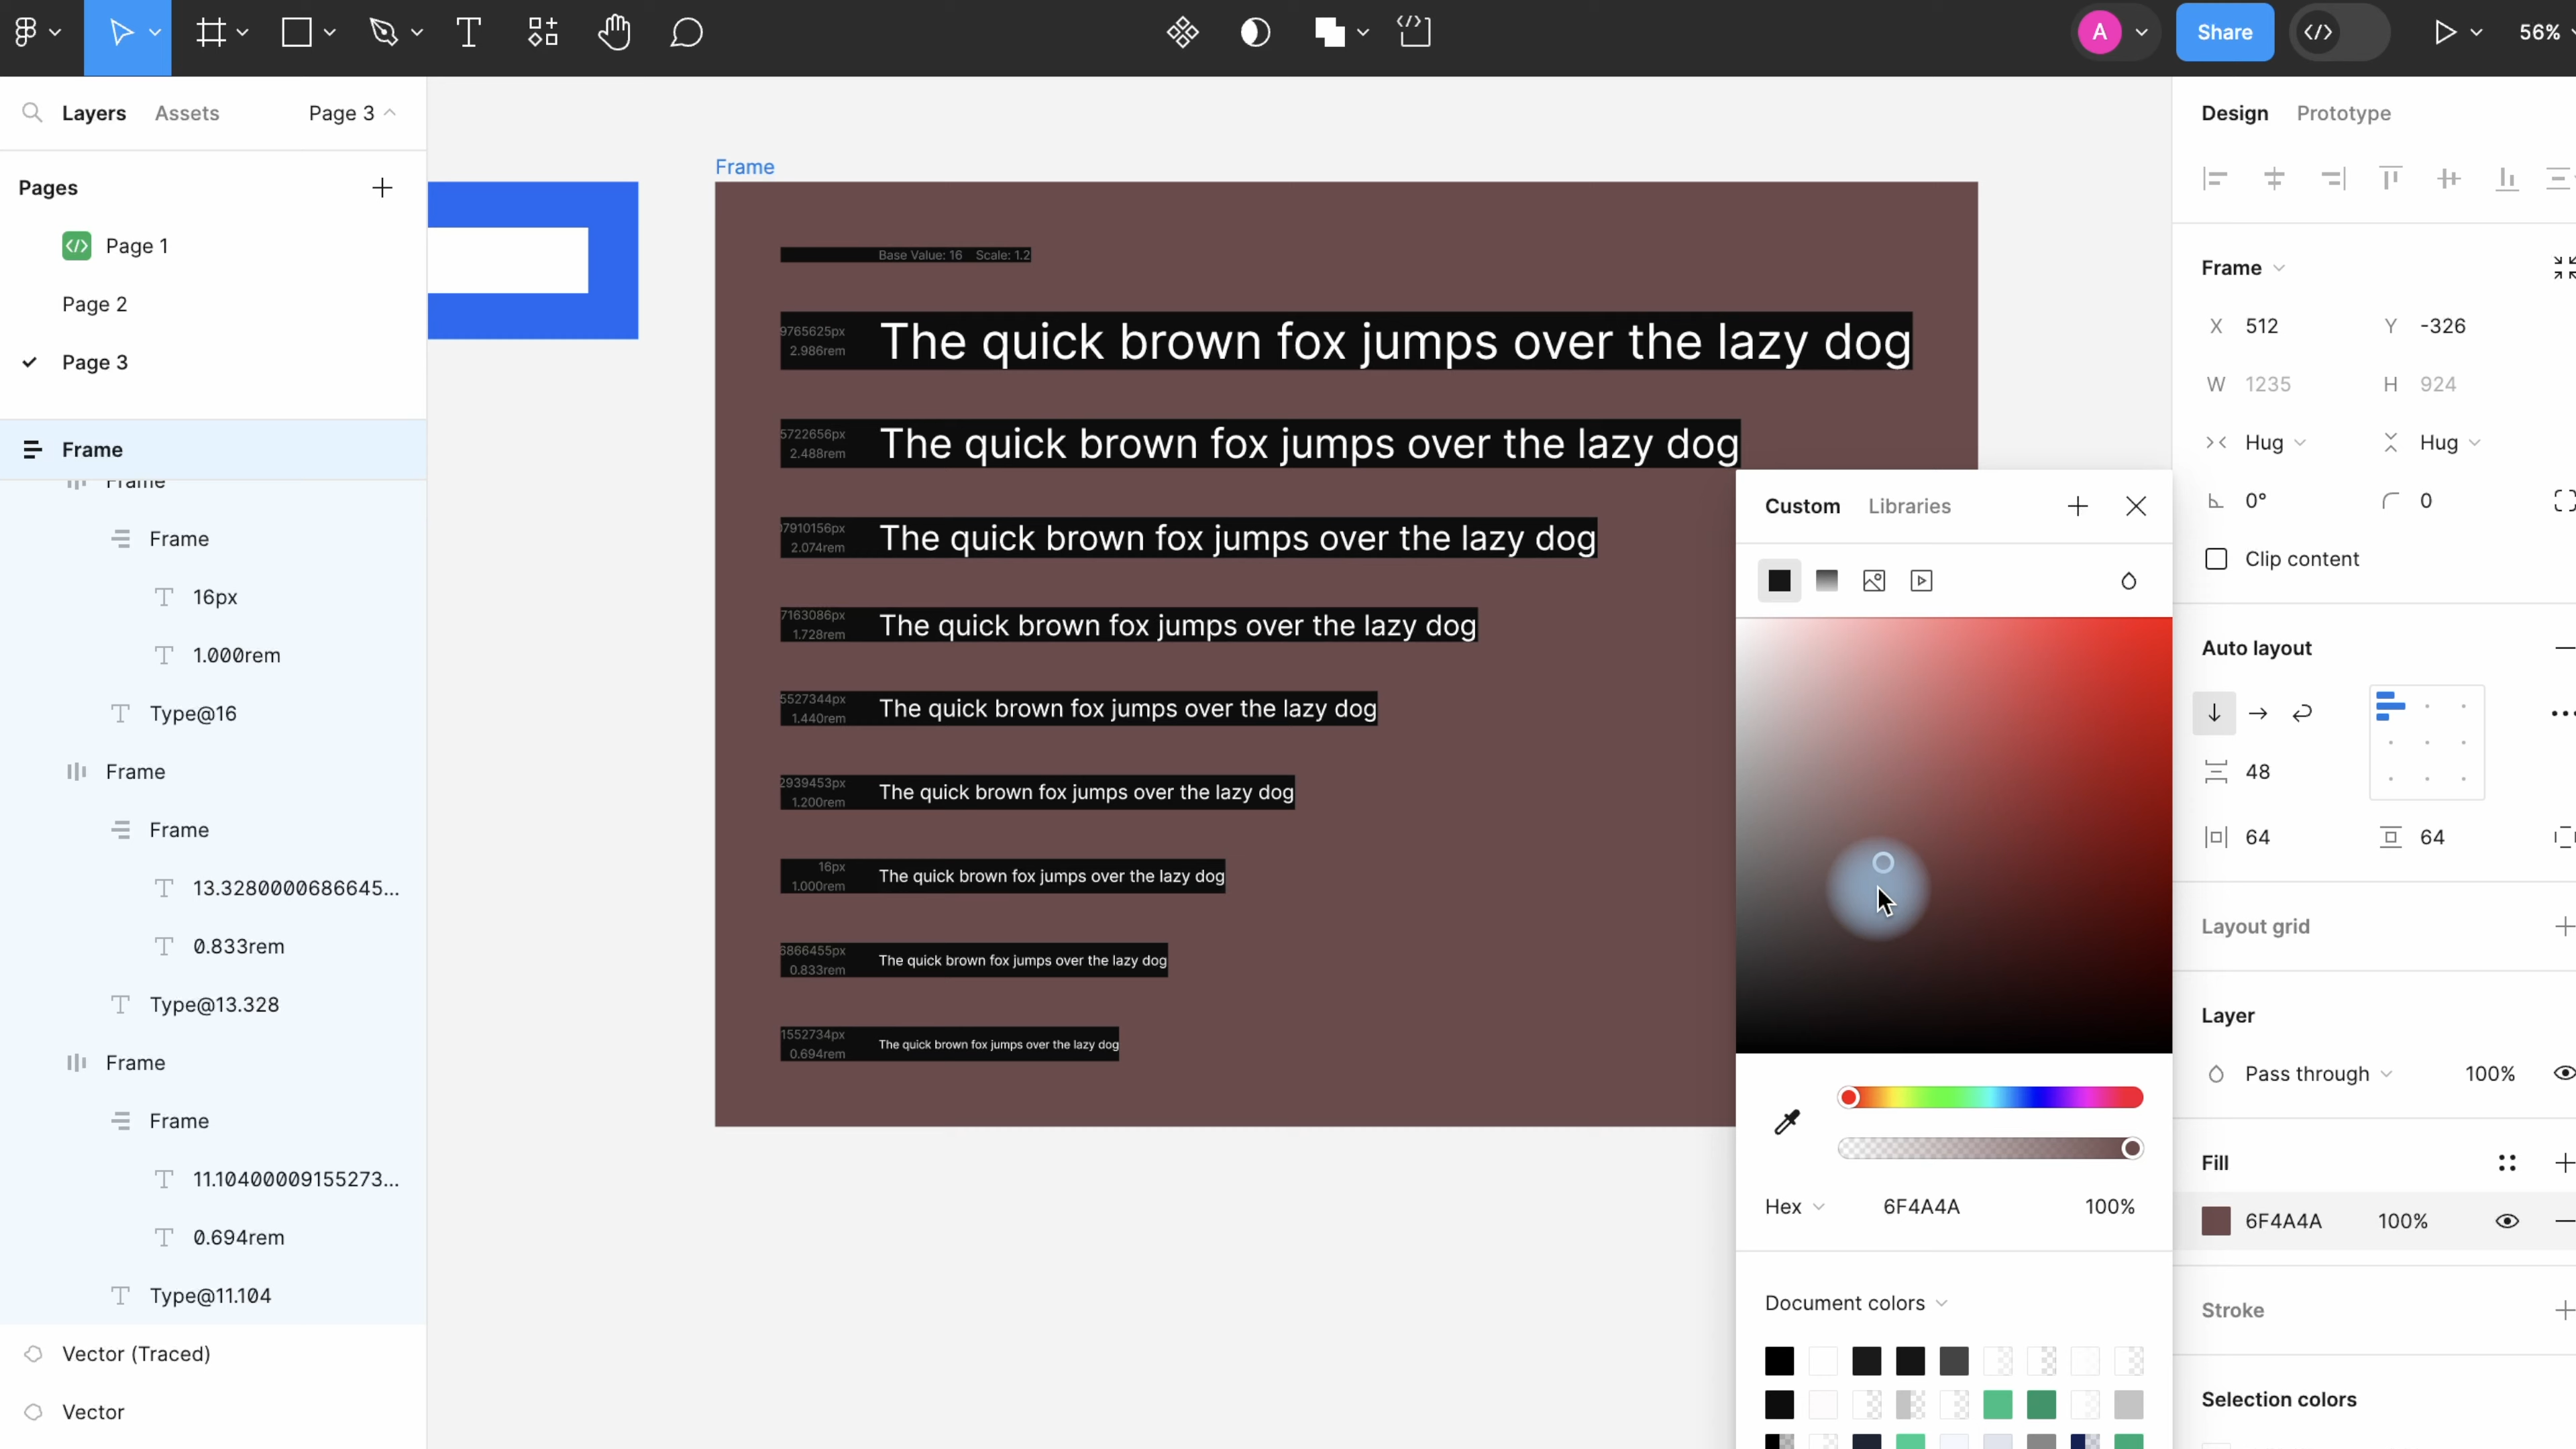 A
Share
56%
Layers
Assets
Page 3
Pages
Page 1
Page 2
Page 3
Frame
Frame
Frame
16px
1.000rem
Type@16
Frame
Frame
13.3280000686645...
0.833rem
Type@13.328
Frame
Frame
11.10400009155273...
0.694rem
Type@11.104
Vector (Traced)
Vector
Frame
Base Value: 16 Scale: 1.2
9765625px
2.986rem
The quick brown fox jumps over the lazy dog
5722656px
2.488rem
The quick brown fox jumps over the lazy dog
7910156px
2.074rem
The quick brown fox jumps over the lazy dog
7163086px
1.728rem
The quick brown fox jumps over the lazy dog
5527344px
1.440rem
The quick brown fox jumps over the lazy dog
2939453px
1.200rem
The quick brown fox jumps over the lazy dog
16px
1.000rem
The quick brown fox jumps over the lazy dog
6866455px
0.833rem
The quick brown fox jumps over the lazy dog
1552734px
0.694rem
The quick brown fox jumps over the lazy dog
Custom
Libraries
Hex
6F4A4A
100%
Document colors
Design
Prototype
Frame
X 512
Y -326
W 1235
H 924
Hug
Hug
0°
0
Clip content
Auto layout
48
64
64
Layout grid
Layer
Pass through
100%
Fill
6F4A4A
100%
Stroke
Selection colors